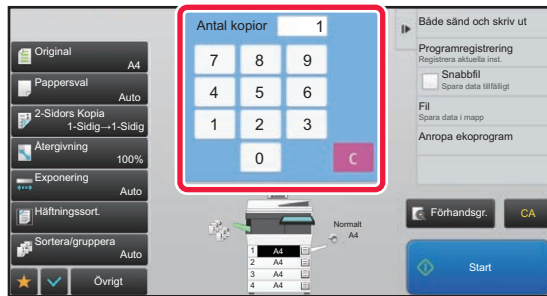 Original
A4
Pappersval
Auto
2-Sidors Kopia
1-Sidig→1-Sidig
Återgivning
100%
Exponering
Auto
Häftningssort.
Sortera/gruppera
Auto
Övrigt
Antal kopior 1
7 8 9
4 5 6
1 2 3
0 C
Normalt
A4
1 A4
2 A4
3 A4
4 A4
Både sänd och skriv ut
Programregistrering
Registrera aktuella inst.
Snabbfil
Spara data tillfälligt
Fil
Spara data i mapp
Anropa ekoprogram
Förhandsgr. CA
Start